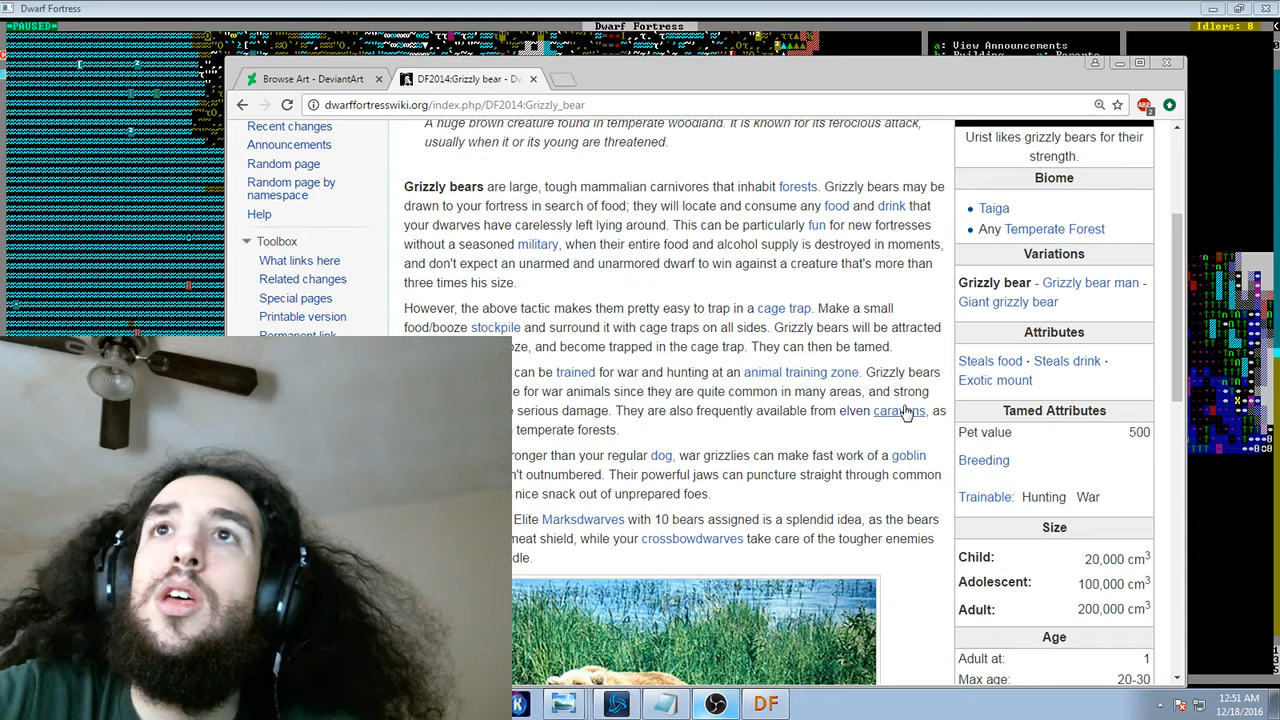 Dwarf Fortress
*PAUSED*
Dwarf Fortress
Idlers: 8
a: View Announcements
Browse Art - DeviantArt
DF2014:Grizzly bear - Dw
dwarffortresswiki.org/index.php/DF2014:Grizzly_bear
Recent changes
Announcements
Random page
Random page by
namespace
Help
Toolbox
What links here
Related changes
Special pages
Printable version
Permanent link
A huge brown creature found in temperate woodland. It is known for its ferocious attack,
usually when it or its young are threatened.
Grizzly bears are large, tough mammalian carnivores that inhabit forests. Grizzly bears may be
drawn to your fortress in search of food; they will locate and consume any food and drink that
your dwarves have carelessly left lying around. This can be particularly fun for new fortresses
without a seasoned military, when their entire food and alcohol supply is destroyed in moments,
and don't expect an unarmed and unarmored dwarf to win against a creature that's more than
three times his size.
However, the above tactic makes them pretty easy to trap in a cage trap. Make a small
food/booze stockpile and surround it with cage traps on all sides. Grizzly bears will be attracted
and become trapped in the cage trap. They can then be tamed.
can be trained for war and hunting at an animal training zone. Grizzly bears
for war animals since they are quite common in many areas, and strong
serious damage. They are also frequently available from elven caravans, as
temperate forests.
than your regular dog, war grizzlies can make fast work of a goblin
outnumbered. Their powerful jaws can puncture straight through common
nice snack out of unprepared foes.
Elite Marksdwarves with 10 bears assigned is a splendid idea, as the bears
meat shield, while your crossbowdwarves take care of the tougher enemies
Urist likes grizzly bears for their
strength.
Biome
Taiga
Any Temperate Forest
Variations
Grizzly bear - Grizzly bear man -
Giant grizzly bear
Attributes
Steals food · Steals drink ·
Exotic mount
Tamed Attributes
Pet value 500
Breeding
Trainable: Hunting War
Size
Child: 20,000 cm3
Adolescent: 100,000 cm3
Adult: 200,000 cm3
Age
Adult at: 1
Max age: 20-30
DF
12:51 AM
12/18/2016